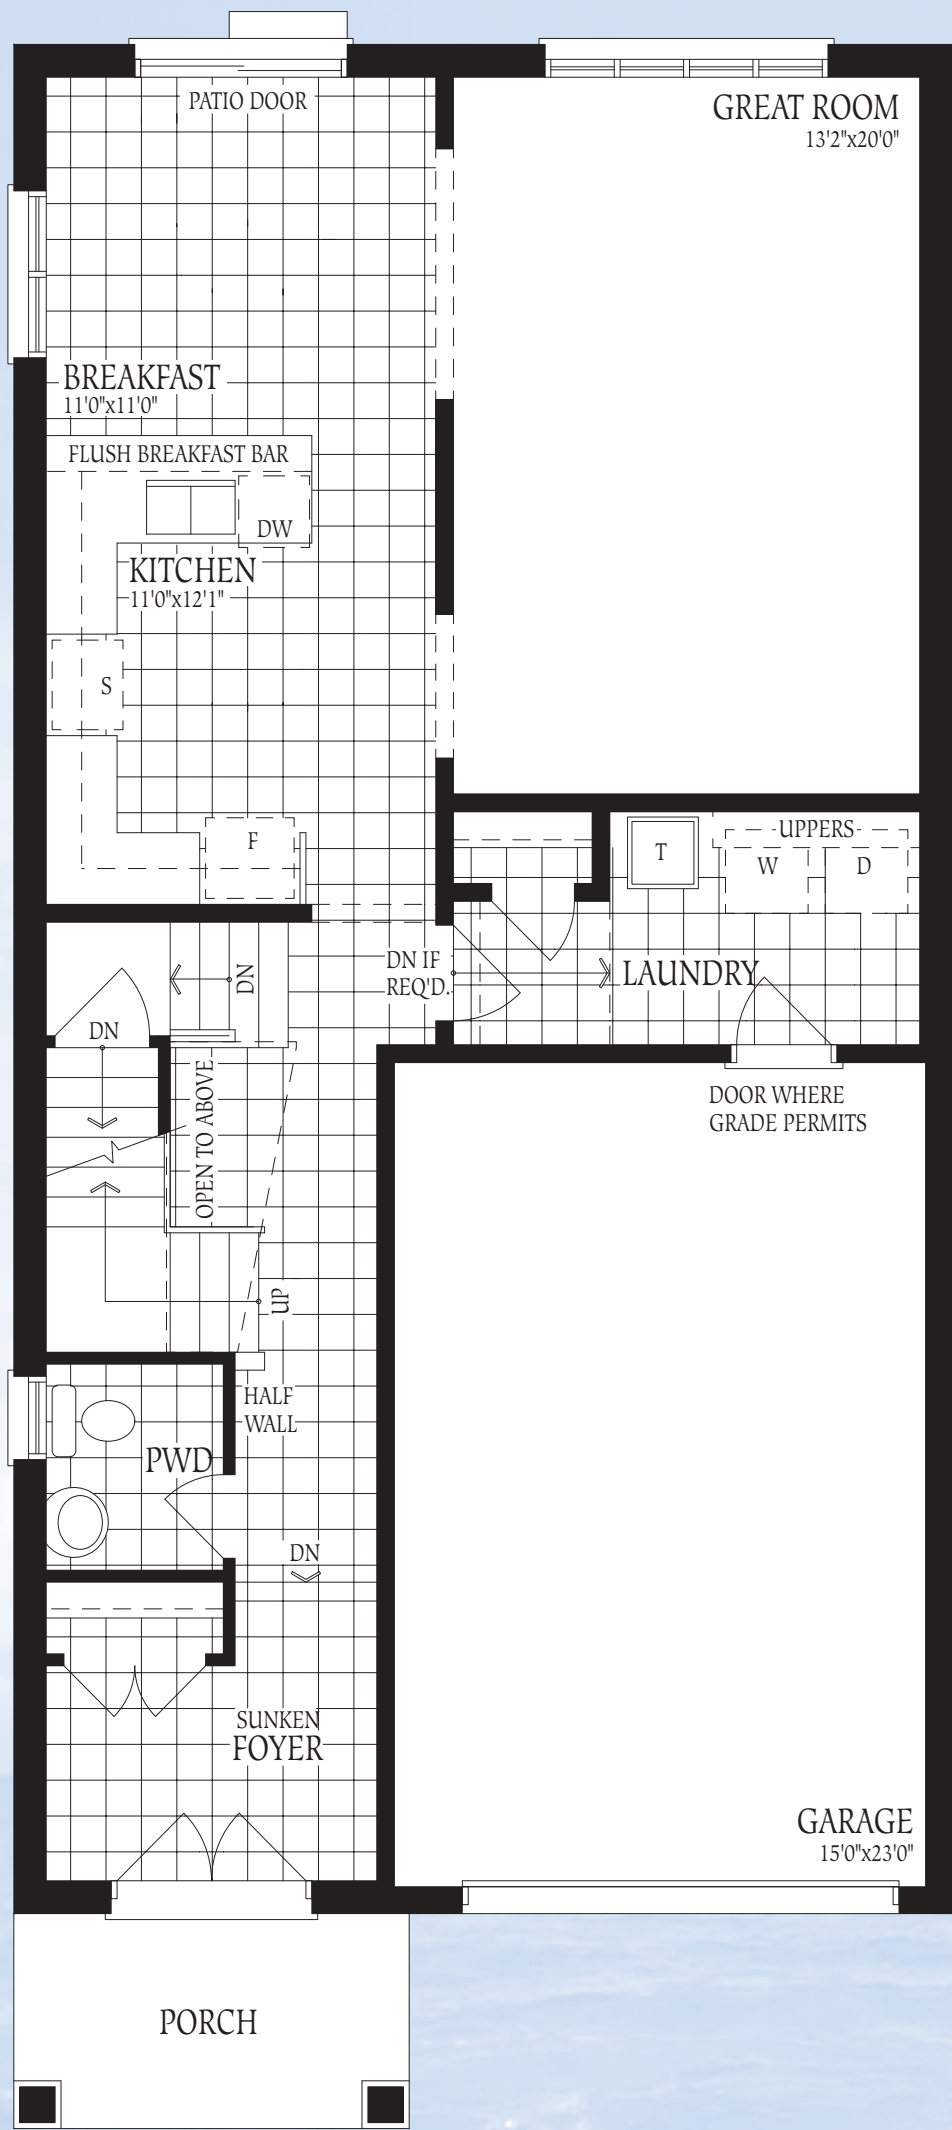 PATIO DOOR
GREAT ROOM
13'2"x20'0"
BREAKFAST
11'0"x11'0"
FLUSH BREAKFAST BAR
DW
KITCHEN
11'0"x12'1"
S
F
UPPERS
T
W
D
DN IF
REQ'D.
LAUNDRY
DN
DN
OPEN TO ABOVE
DOOR WHERE
GRADE PERMITS
UP
HALF
WALL
PWD
DN
SUNKEN
FOYER
GARAGE
15'0"x23'0"
PORCH